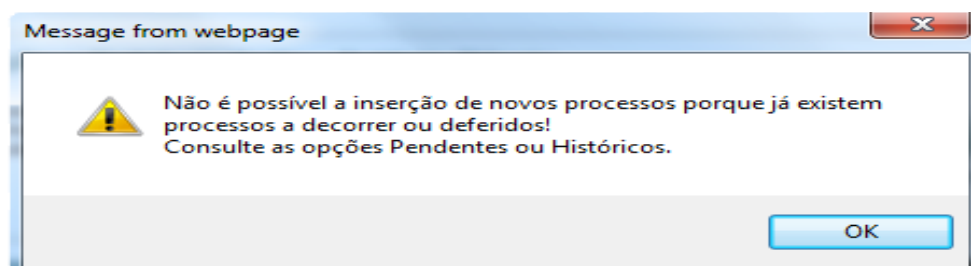 Message from webpage
Não é possível a inserção de novos processos porque já existem
processos a decorrer ou deferidos!
Consulte as opções Pendentes ou Históricos.
OK